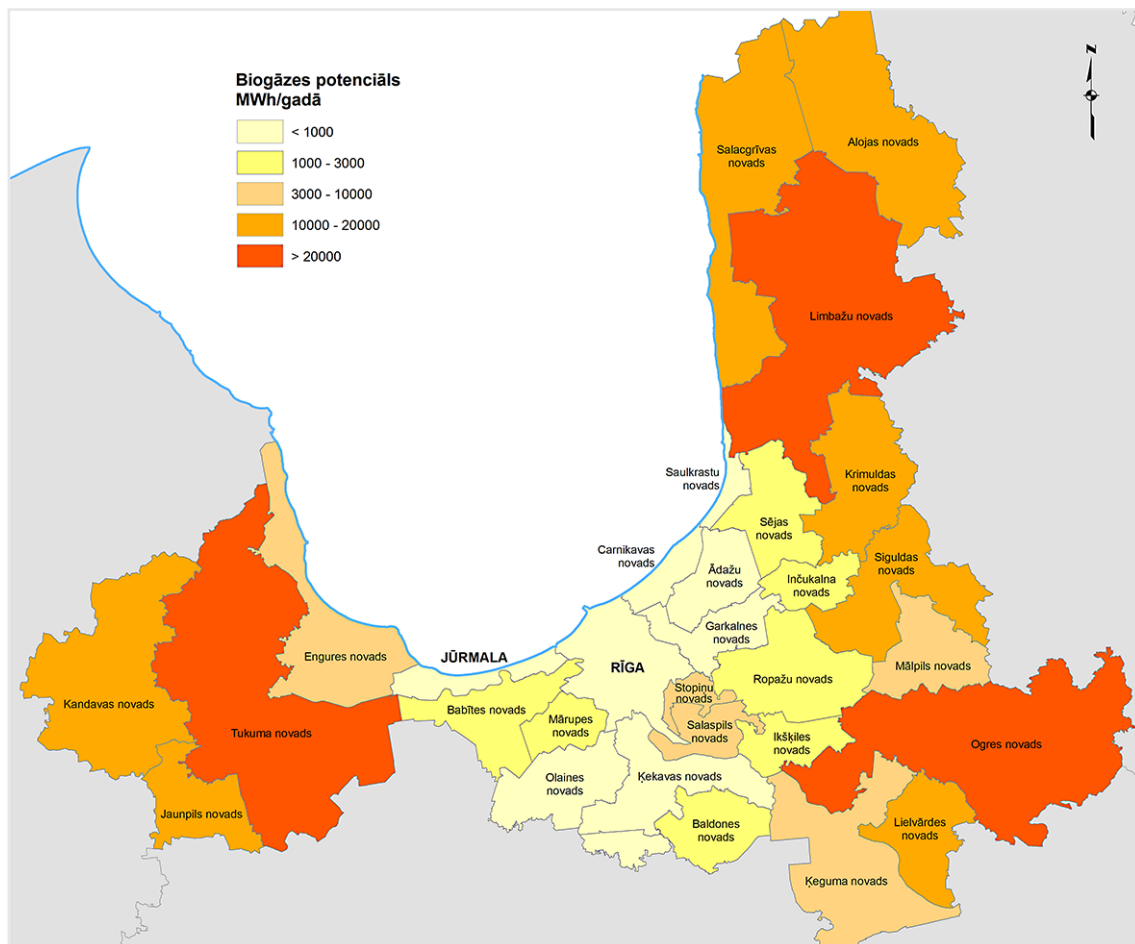 Biogāzes potenciāls
MWh/gadā
< 1000
1000 - 3000
3000 - 10000
10000 - 20000
> 20000
N
Salacgrīvas
novads
Alojas novads
Limbažu novads
Saulkrastu
novads
Krimuldas
novads
Sējas
novads
Carnikavas
novads
Ādažu
novads
Inčukalna
novads
Siguldas
novads
Garkalnes
novads
Engures novads
JŪRMALA
RĪGA
Mālpils novads
Stopiņu
novads
Ropažu novads
Kandavas novads
Babītes novads
Mārupes
novads
Salaspils
novads
Tukuma novads
Ikšķiles
novads
Ogres novads
Olaines
novads
Ķekavas novads
Jaunpils novads
Baldones
novads
Lielvārdes
novads
Ķeguma novads